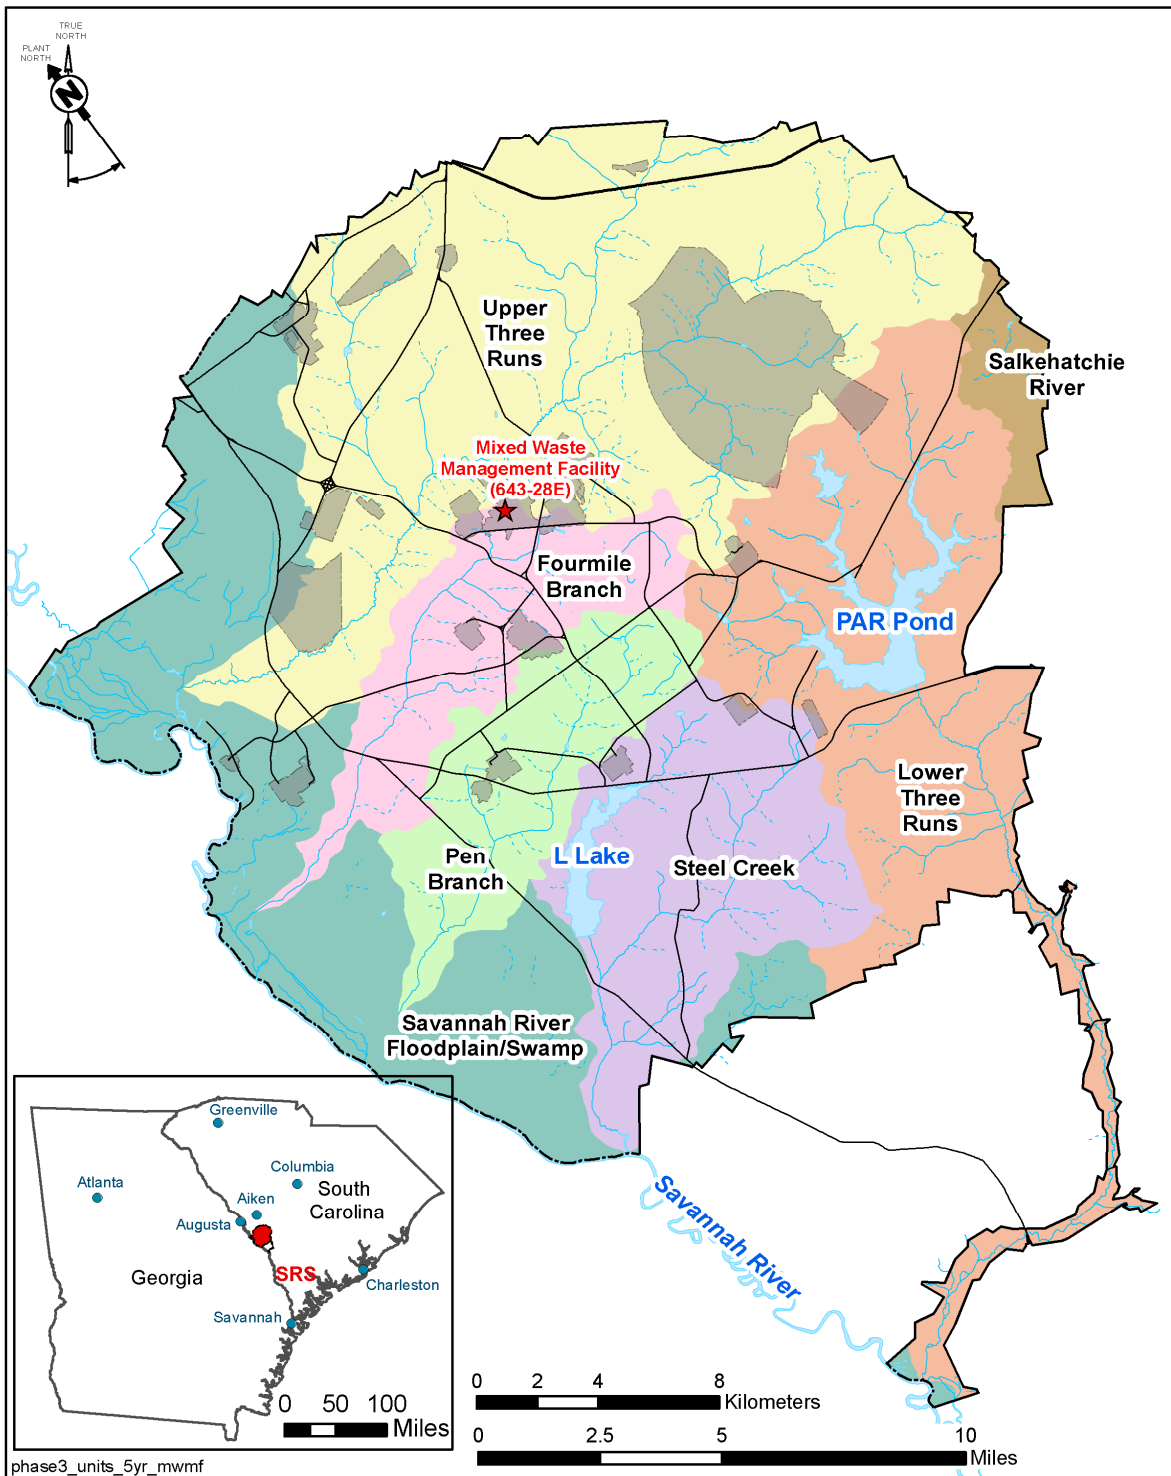 TRUE
NORTH
PLANT
NORTH
N
Upper
Three
Runs
Salkehatchie
River
Mixed Waste
Management Facility
(643-28E)
Fourmile
Branch
PAR Pond
Lower
Three
Runs
Pen
Branch
L Lake
Steel Creek
Savannah River
Floodplain/Swamp
Savannah River
Greenville
Atlanta
Columbia
Aiken
South
Carolina
Augusta
Georgia
SRS
Charleston
Savannah
0 50 100
Miles
0 2 4 8
Kilometers
0 2.5 5 10
Miles
phase3_units_5yr_mwmf